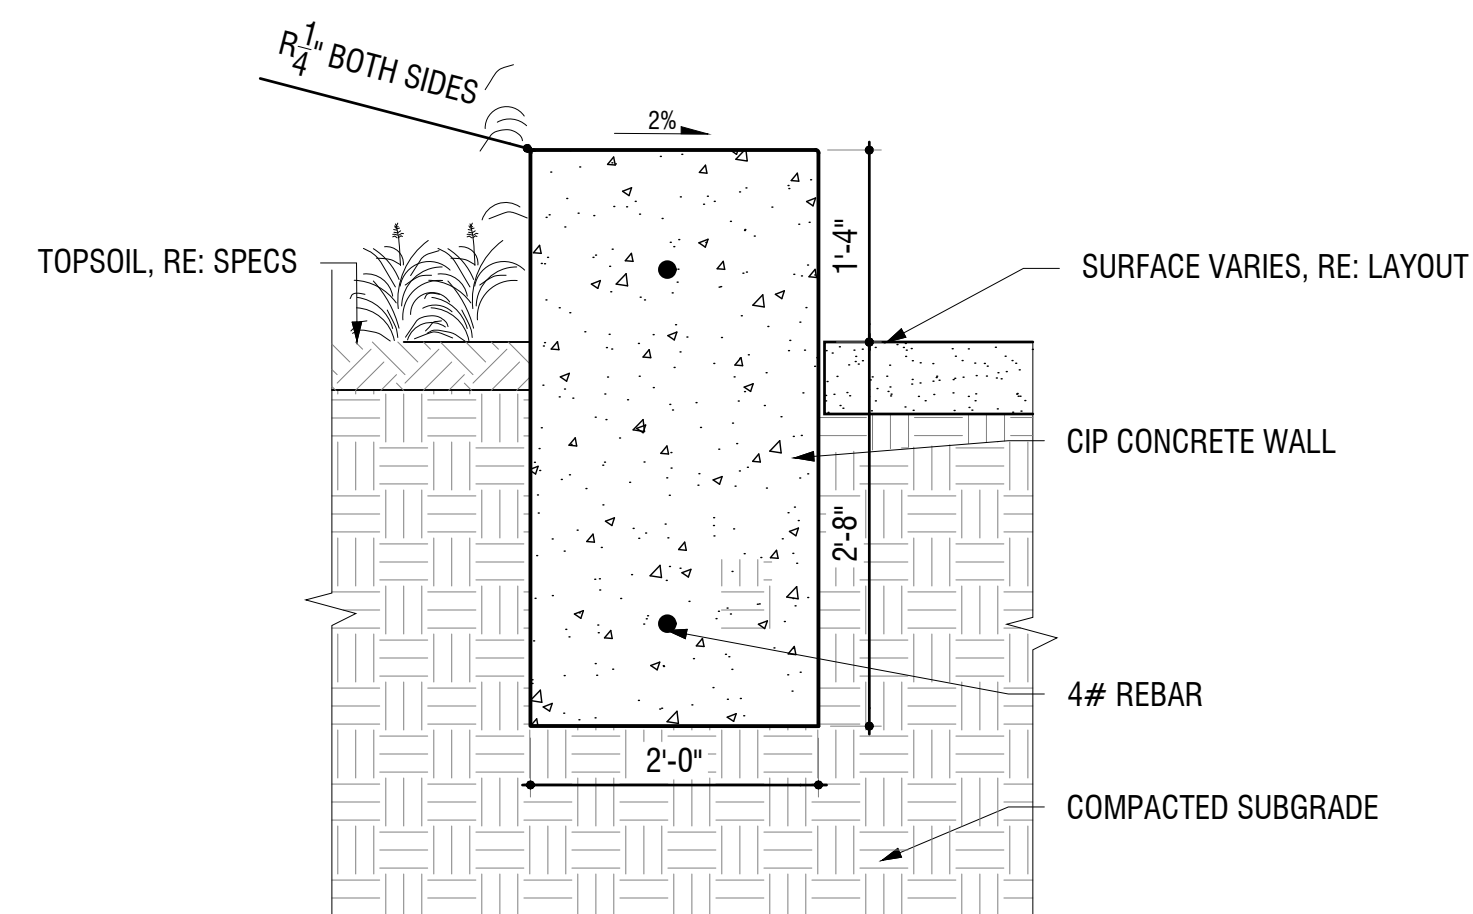 R1/4" BOTH SIDES
2%
1'-4"
TOPSOIL, RE: SPECS
SURFACE VARIES, RE: LAYOUT
CIP CONCRETE WALL
2'-8"
4# REBAR
2'-0"
COMPACTED SUBGRADE